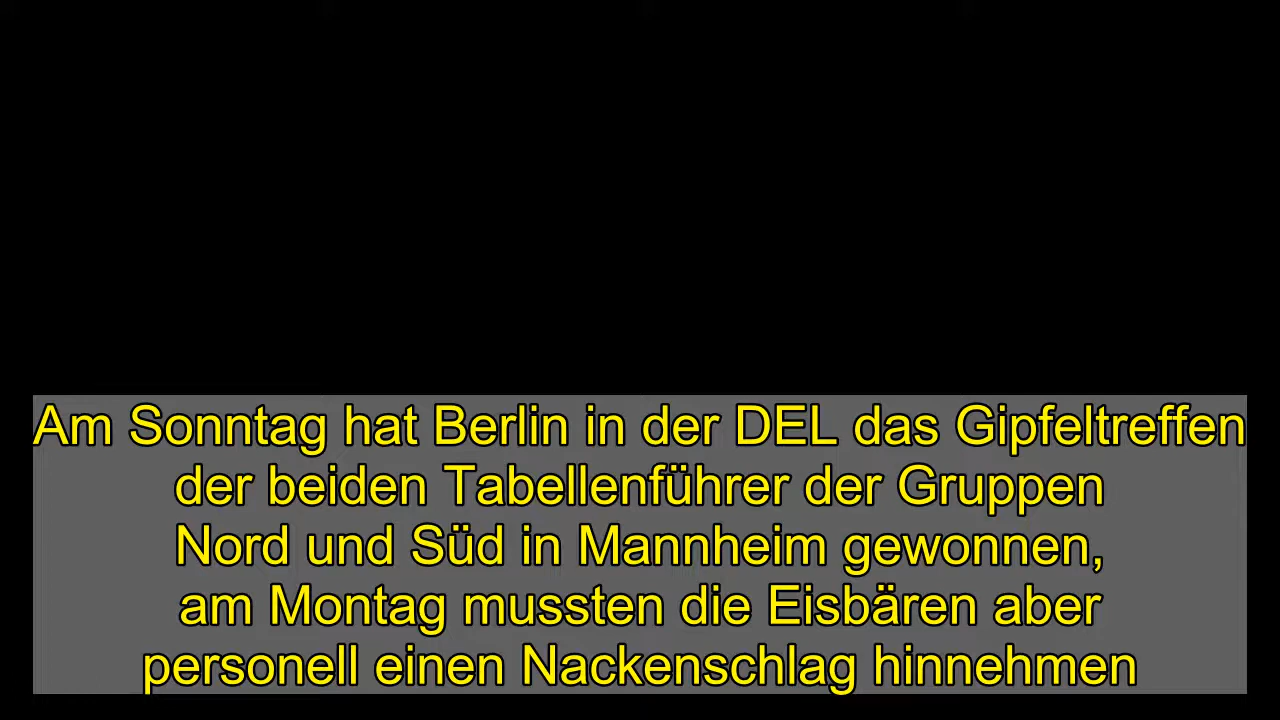 Am Sonntag hat Berlin in der DEL das Gipfeltreffen
der beiden Tabellenführer der Gruppen
Nord und Süd in Mannheim gewonnen,
am Montag mussten die Eisbären aber
personell einen Nackenschlag hinnehmen